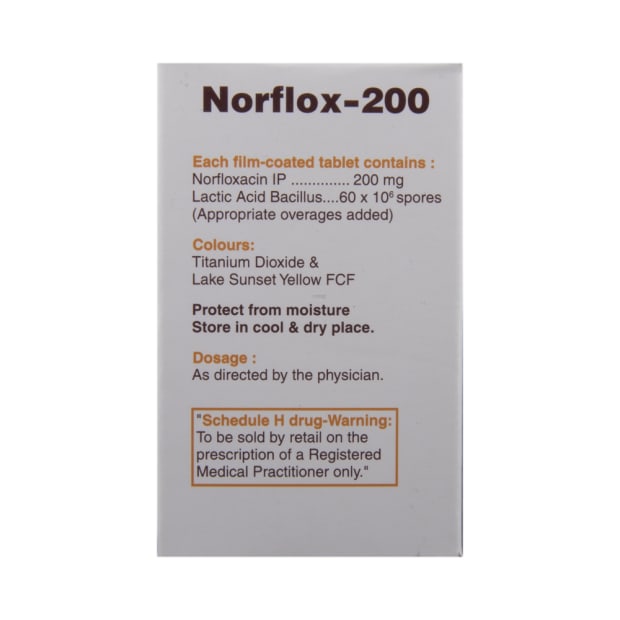 Norflox-200
Each film-coated tablet contains :
Norfloxacin IP .............. 200 mg
Lactic Acid Bacillus....60 x 10⁶ spores
(Appropriate overages added)
Colours:
Titanium Dioxide &
Lake Sunset Yellow FCF
Protect from moisture
Store in cool & dry place.
Dosage :
As directed by the physician.
"Schedule H drug-Warning:
To be sold by retail on the
prescription of a Registered
Medical Practitioner only."